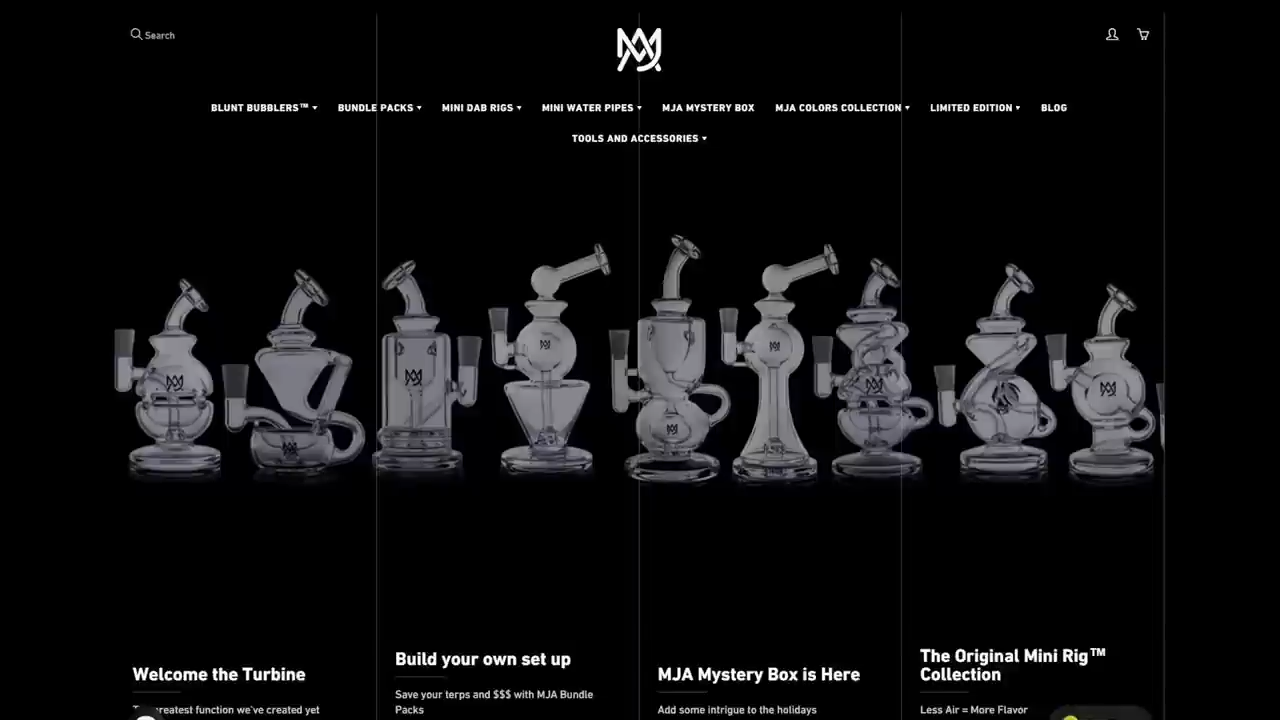 Search
BLUNT BUBBLERS™ BUNDLE PACKS MINI DAB RIGS MINI WATER PIPES MJA MYSTERY BOX MJA COLORS COLLECTION LIMITED EDITION BLOG
TOOLS AND ACCESSORIES
Welcome the Turbine
greatest function we've created yet
Build your own set up
Save your terps and $$$ with MJA Bundle
Packs
MJA Mystery Box is Here
Add some intrigue to the holidays
The Original Mini Rig™
Collection
Less Air = More Flavor